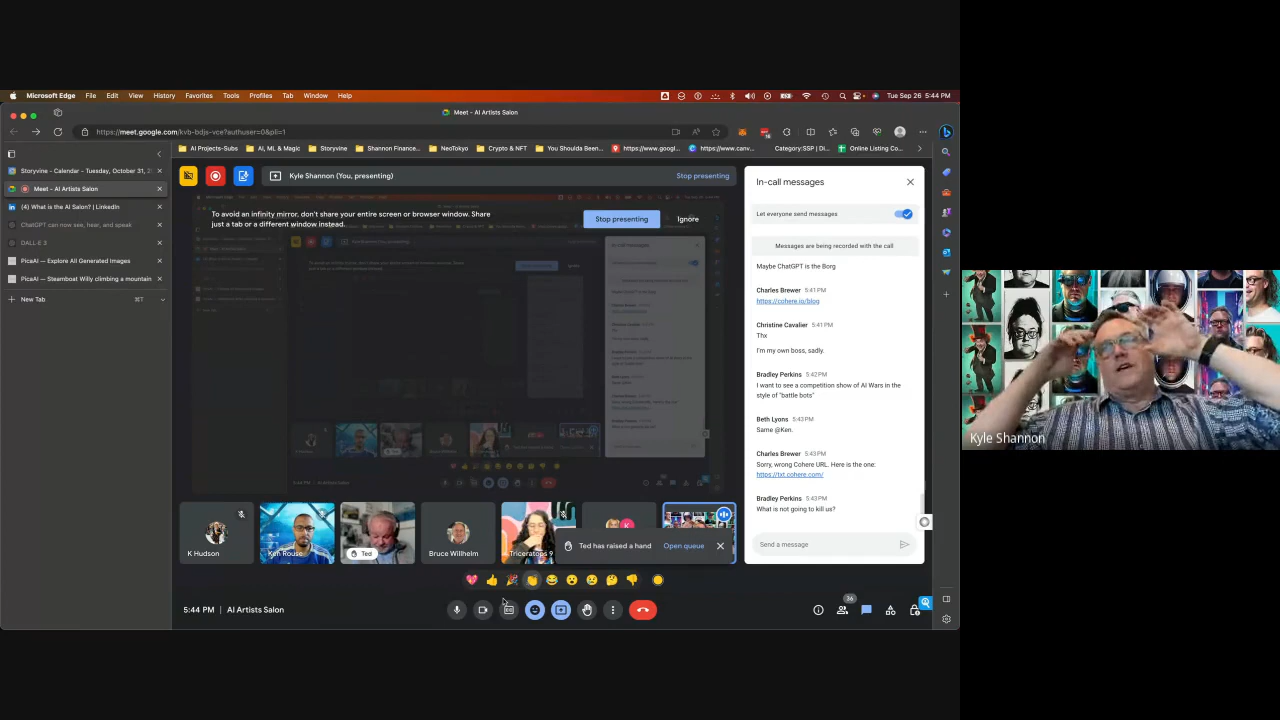 Microsoft Edge File Edit View History Favorites Tools Profiles Tab Window Help
Tue Sep 26 5:44 PM
Meet - AI Artists Salon
https://meet.google.com/kvb-bdjs-vce?authuser=0&pli=1
AI Projects-Subs AI, ML & Magic Storyvine Shannon Finance... NeoTokyo Crypto & NFT You Shoulda Been... https://www.googl... https://www.canv... Category:SSP | DI... Online Listing Co...
Storyvine - Calendar - Tuesday, October 31, 2
Meet - AI Artists Salon
(4) What is the AI Salon? | LinkedIn
ChatGPT can now see, hear, and speak
DALL·E 3
PicaAI — Explore All Generated Images
PicaAI — Steamboat Willy climbing a mountain
New Tab ⌘T
Kyle Shannon (You, presenting)
Stop presenting
To avoid an infinity mirror, don't share your entire screen or browser window. Share
just a tab or a different window instead.
Stop presenting
Ignore
K Hudson
Ken Rouse
Ted
Bruce Willhelm
Triceratops 9
Ted has raised a hand
Open queue
5:44 PM | AI Artists Salon
In-call messages
Let everyone send messages
Messages are being recorded with the call
Maybe ChatGPT is the Borg
Charles Brewer 5:41 PM
https://cohere.io/blog
Christine Cavalier 5:41 PM
Thx
I'm my own boss, sadly.
Bradley Perkins 5:42 PM
I want to see a competition show of AI Wars in the
style of "battle bots"
Beth Lyons 5:43 PM
Same @Ken.
Charles Brewer 5:43 PM
Sorry, wrong Cohere URL. Here is the one:
https://txt.cohere.com/
Bradley Perkins 5:43 PM
What is not going to kill us?
Send a message
36
Kyle Shannon